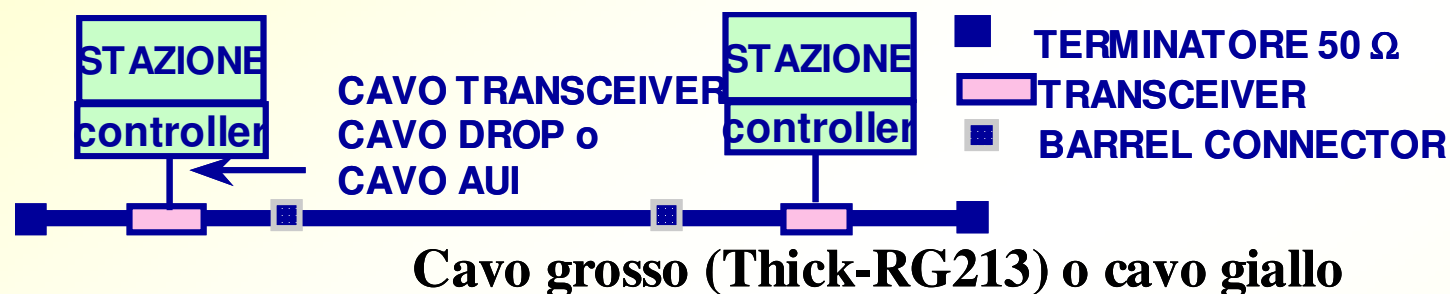 STAZIONE
controller
CAVO TRANSCEIVER
CAVO DROP o
CAVO AUI
STAZIONE
controller
TERMINATORE 50 Ω
TRANSCEIVER
BARREL CONNECTOR
Cavo grosso (Thick-RG213) o cavo giallo